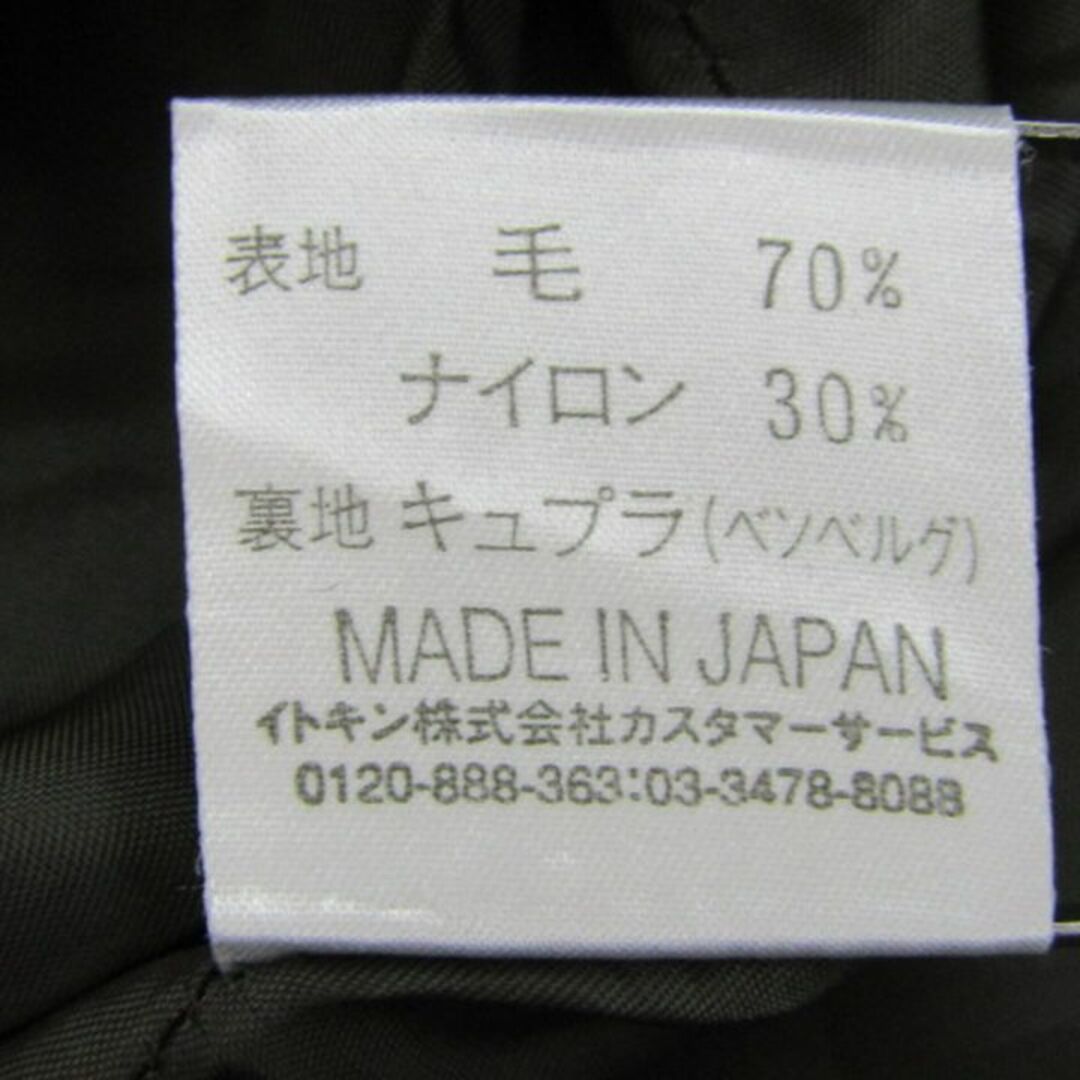 表地 毛 70%
ナイロン 30%
裏地 キュプラ(ベンベルグ)
MADE IN JAPAN
イトキン株式会社カスタマーサービス
0120-888-363:03-3478-8088